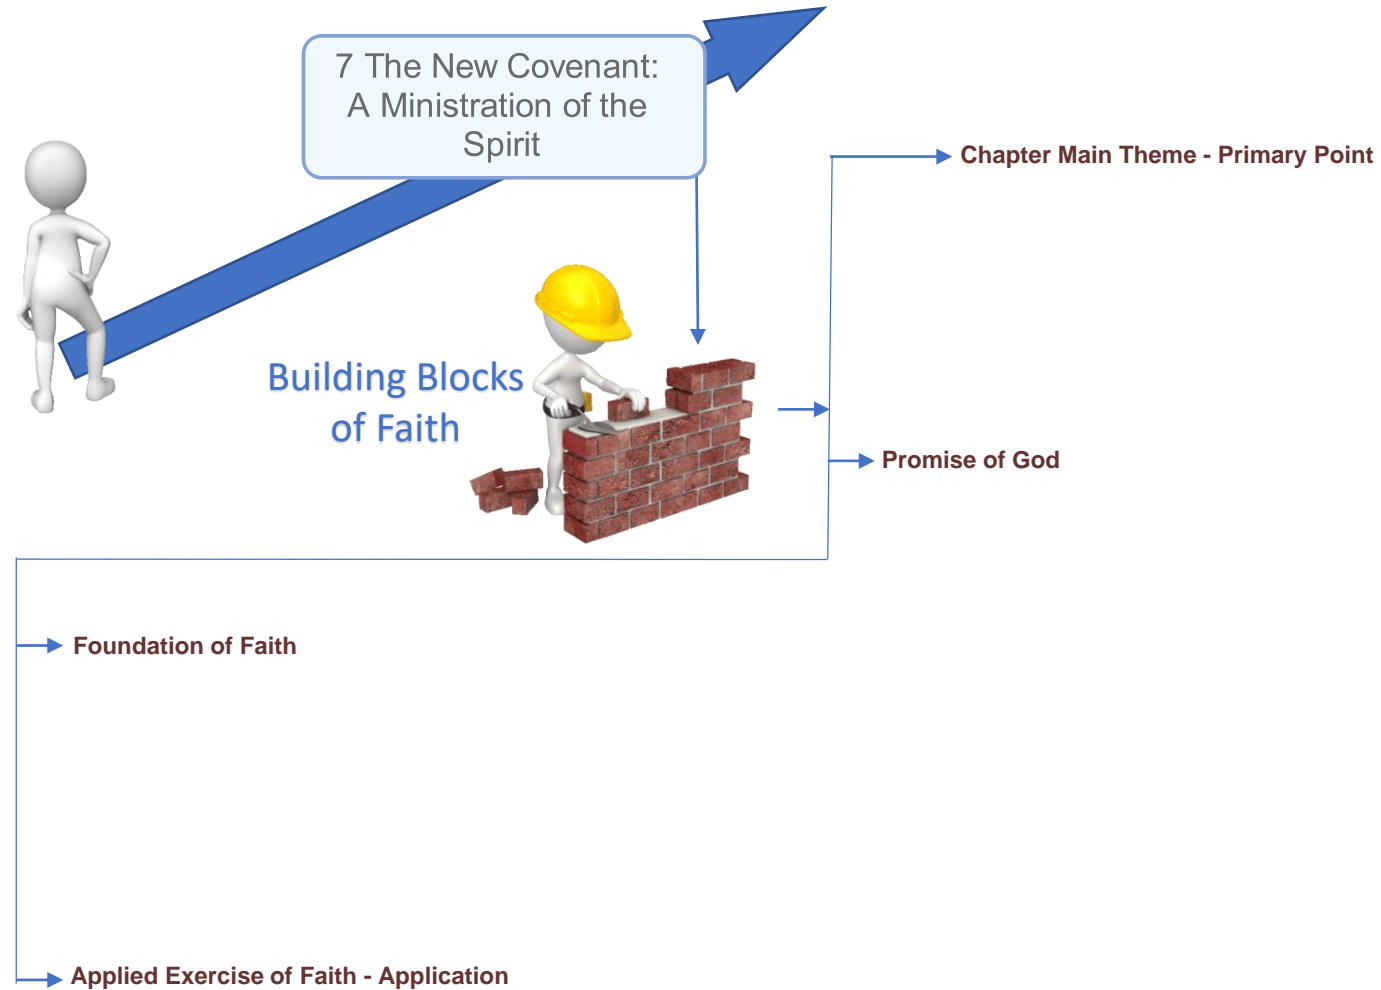 7 The New Covenant:
A Ministration of the
Spirit
Chapter Main Theme - Primary Point
Building Blocks
of Faith
Promise of God
Foundation of Faith
Applied Exercise of Faith - Application